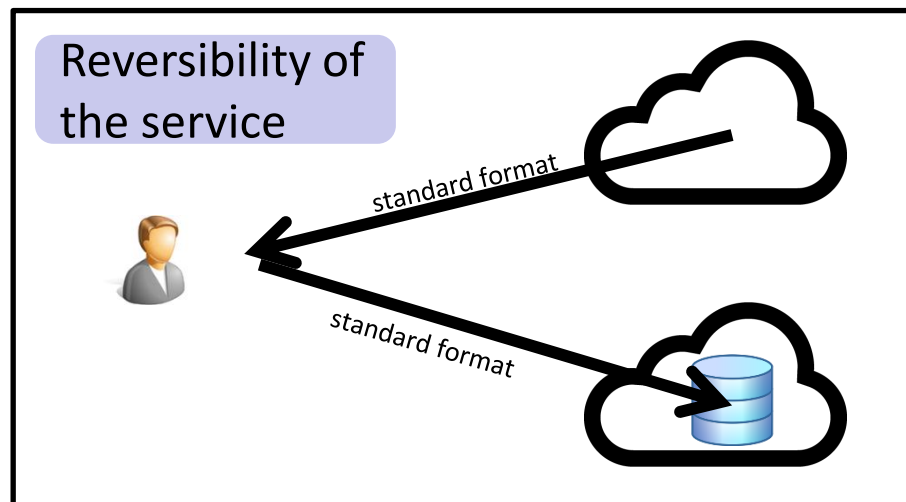 Reversibility of
the service
standard format
standard format